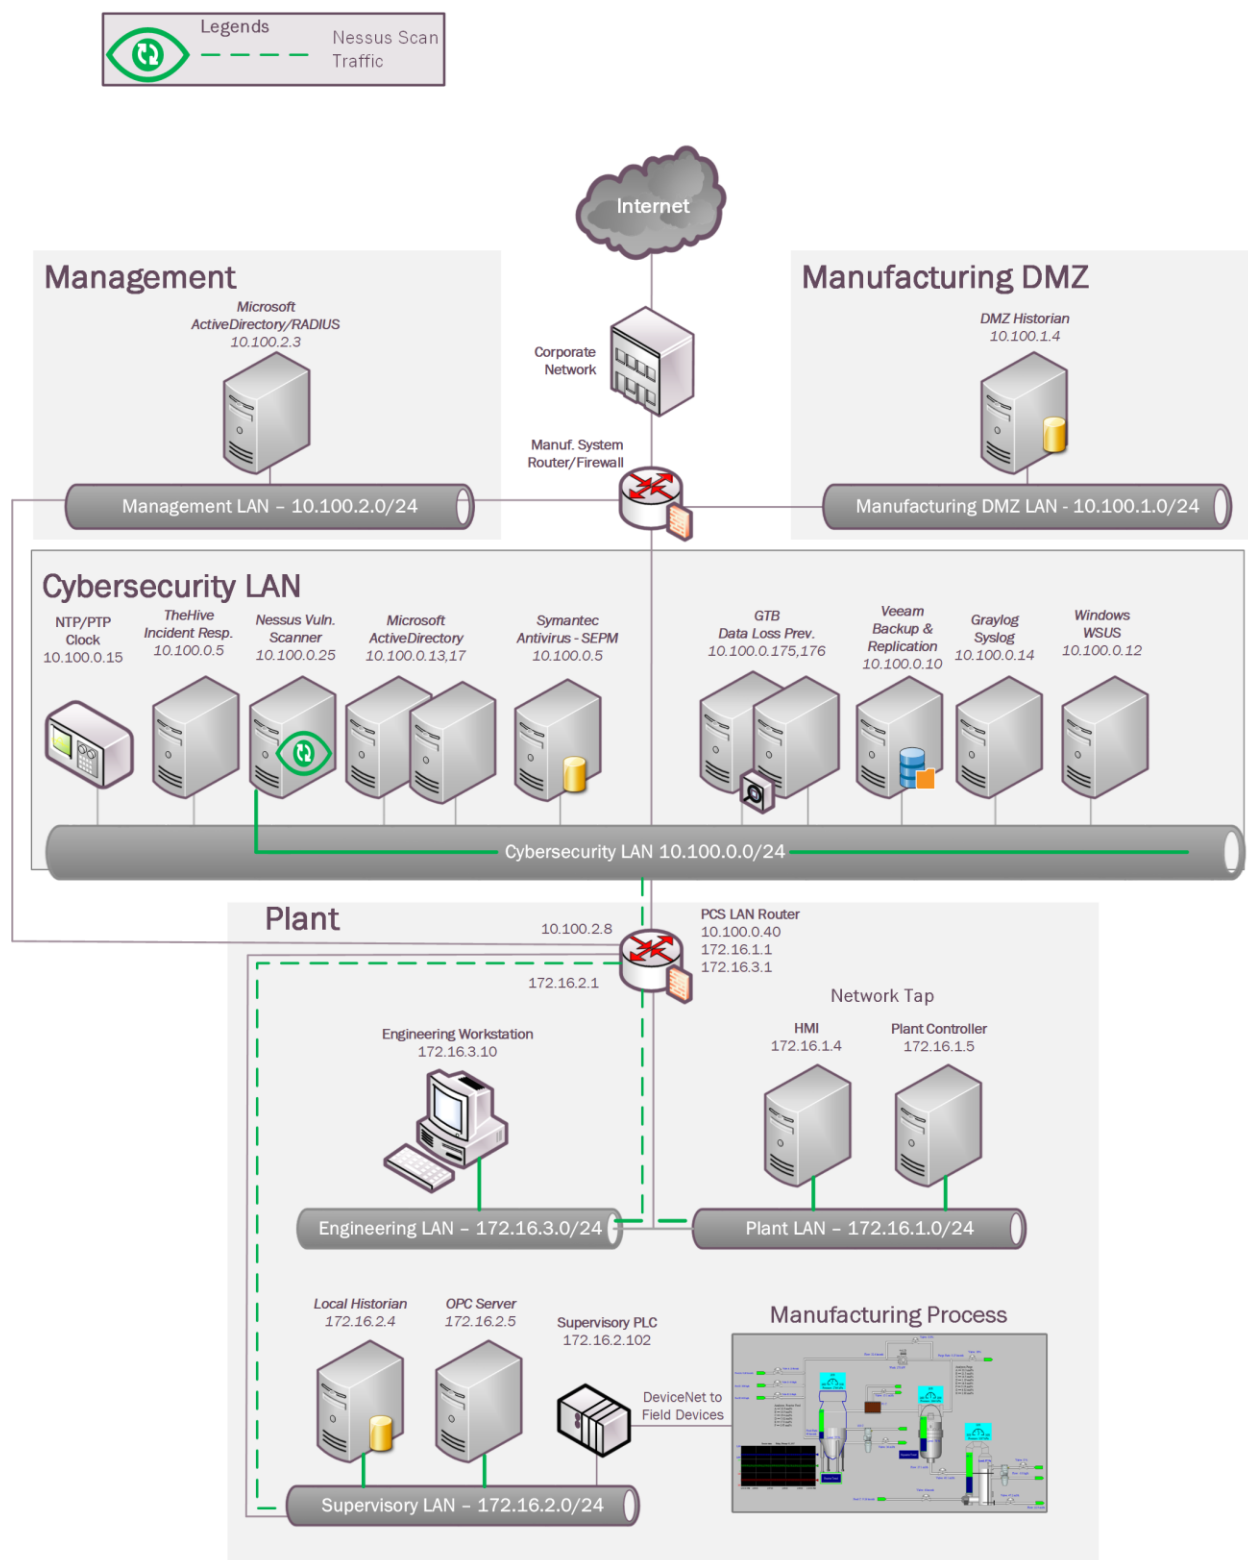 Legends
Nessus Scan
Traffic
Internet
Management
Manufacturing DMZ
Microsoft
ActiveDirectory/RADIUS
10.100.2.3
DMZ Historian
10.100.1.4
Corporate
Network
Manuf. System
Router/Firewall
Management LAN – 10.100.2.0/24
Manufacturing DMZ LAN - 10.100.1.0/24
Cybersecurity LAN
NTP/PTP
Clock
10.100.0.15
TheHive
Incident Resp.
10.100.0.5
Nessus Vuln.
Scanner
10.100.0.25
Microsoft
ActiveDirectory
10.100.0.13,17
Symantec
Antivirus - SEPM
10.100.0.5
GTB
Data Loss Prev.
10.100.0.175,176
Veeam
Backup &
Replication
10.100.0.10
Graylog
Syslog
10.100.0.14
Windows
WSUS
10.100.0.12
Cybersecurity LAN 10.100.0.0/24
Plant
10.100.2.8
PCS LAN Router
10.100.0.40
172.16.1.1
172.16.3.1
172.16.2.1
Network Tap
Engineering Workstation
172.16.3.10
HMI
172.16.1.4
Plant Controller
172.16.1.5
Engineering LAN – 172.16.3.0/24
Plant LAN – 172.16.1.0/24
Local Historian
172.16.2.4
OPC Server
172.16.2.5
Supervisory PLC
172.16.2.102
Manufacturing Process
DeviceNet to
Field Devices
Supervisory LAN – 172.16.2.0/24